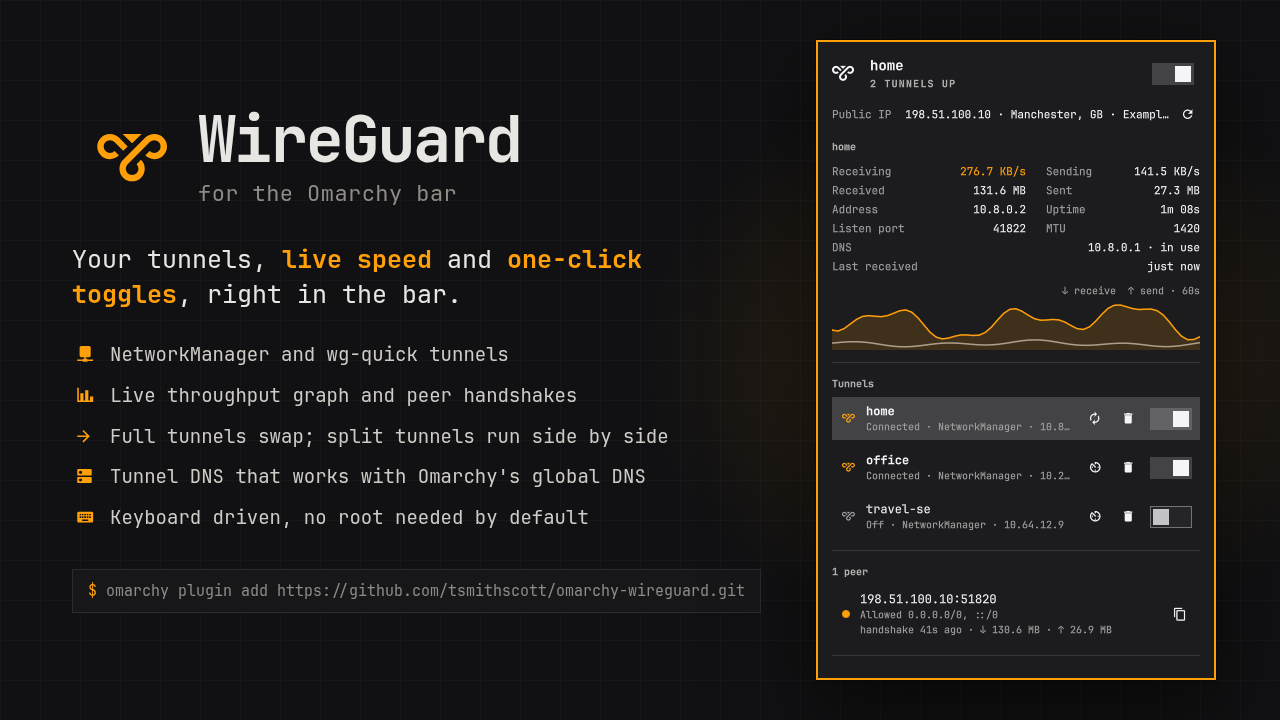 WireGuard
for the Omarchy bar
Your tunnels, live speed and one-click
toggles, right in the bar.
NetworkManager and wg-quick tunnels
Live throughput graph and peer handshakes
Full tunnels swap; split tunnels run side by side
Tunnel DNS that works with Omarchy's global DNS
Keyboard driven, no root needed by default
$ omarchy plugin add https://github.com/tsmithscott/omarchy-wireguard.git
home
2 TUNNELS UP
Public IP 198.51.100.10 · Manchester, GB · Exampl…
home
Receiving 276.7 KB/s Sending 141.5 KB/s
Received 131.6 MB Sent 27.3 MB
Address 10.8.0.2 Uptime 1m 08s
Listen port 41822 MTU 1420
DNS 10.8.0.1 · in use
Last received just now
↓ receive ↑ send · 60s
Tunnels
home
Connected · NetworkManager · 10.8…
office
Connected · NetworkManager · 10.2…
travel-se
Off · NetworkManager · 10.64.12.9
1 peer
198.51.100.10:51820
Allowed 0.0.0.0/0, ::/0
handshake 41s ago · ↓ 130.6 MB · ↑ 26.9 MB